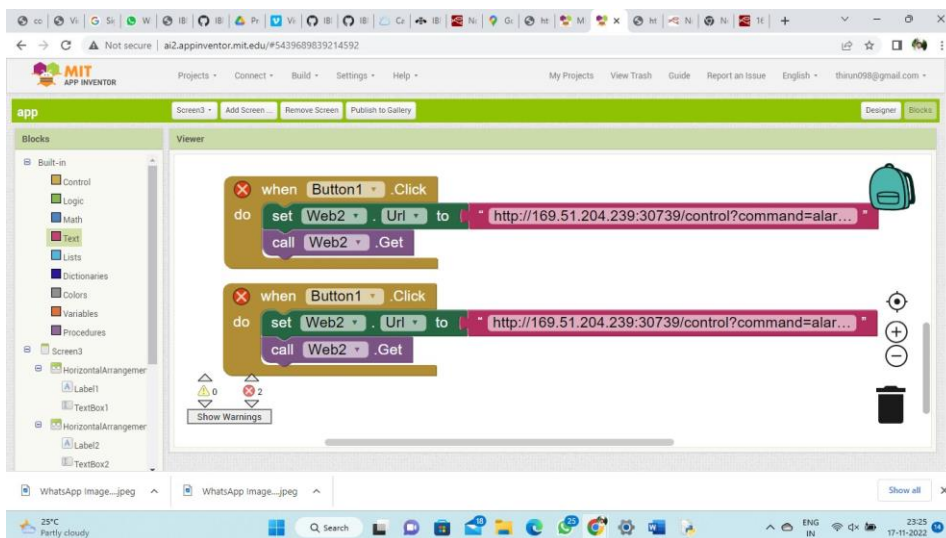 Not secure ai2.appinventor.mit.edu/#5439689839214592
MIT
APP INVENTOR
Projects Connect Build Settings Help My Projects View Trash Guide Report an Issue English thirun098@gmail.com
app Screen3 Add Screen ... Remove Screen Publish to Gallery Designer Blocks
Blocks Viewer
Built-in
Control
Logic
Math
Text
Lists
Dictionaries
Colors
Variables
Procedures
Screen3
HorizontalArrangemer
Label1
TextBox1
HorizontalArrangemer
Label2
TextBox2
when Button1 .Click
do set Web2 . Url to " http://169.51.204.239:30739/control?command=alar... "
call Web2 .Get
when Button1 .Click
do set Web2 . Url to " http://169.51.204.239:30739/control?command=alar... "
call Web2 .Get
0 2
Show Warnings
WhatsApp Image....jpeg WhatsApp Image....jpeg Show all
25°C
Partly cloudy
Search
ENG
IN
23:25
17-11-2022